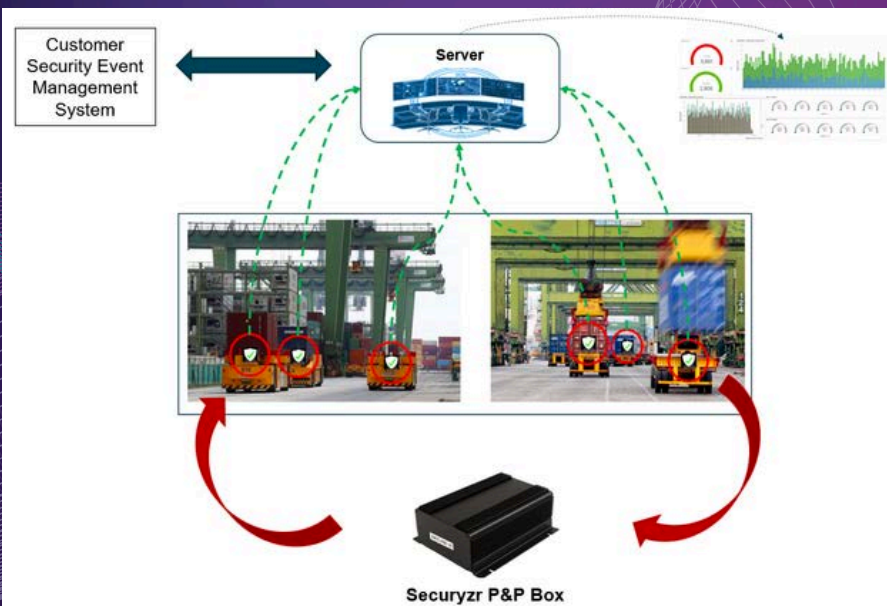 Customer
Security Event
Management
System
Server
Securyzr P&P Box